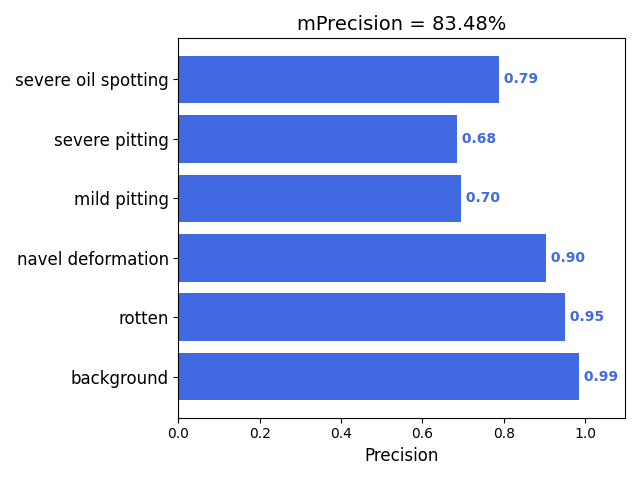 mPrecision = 83.48%
severe oil spotting 0.79
severe pitting 0.68
mild pitting 0.70
navel deformation 0.90
rotten 0.95
background 0.99
0.0 0.2 0.4 0.6 0.8 1.0
Precision